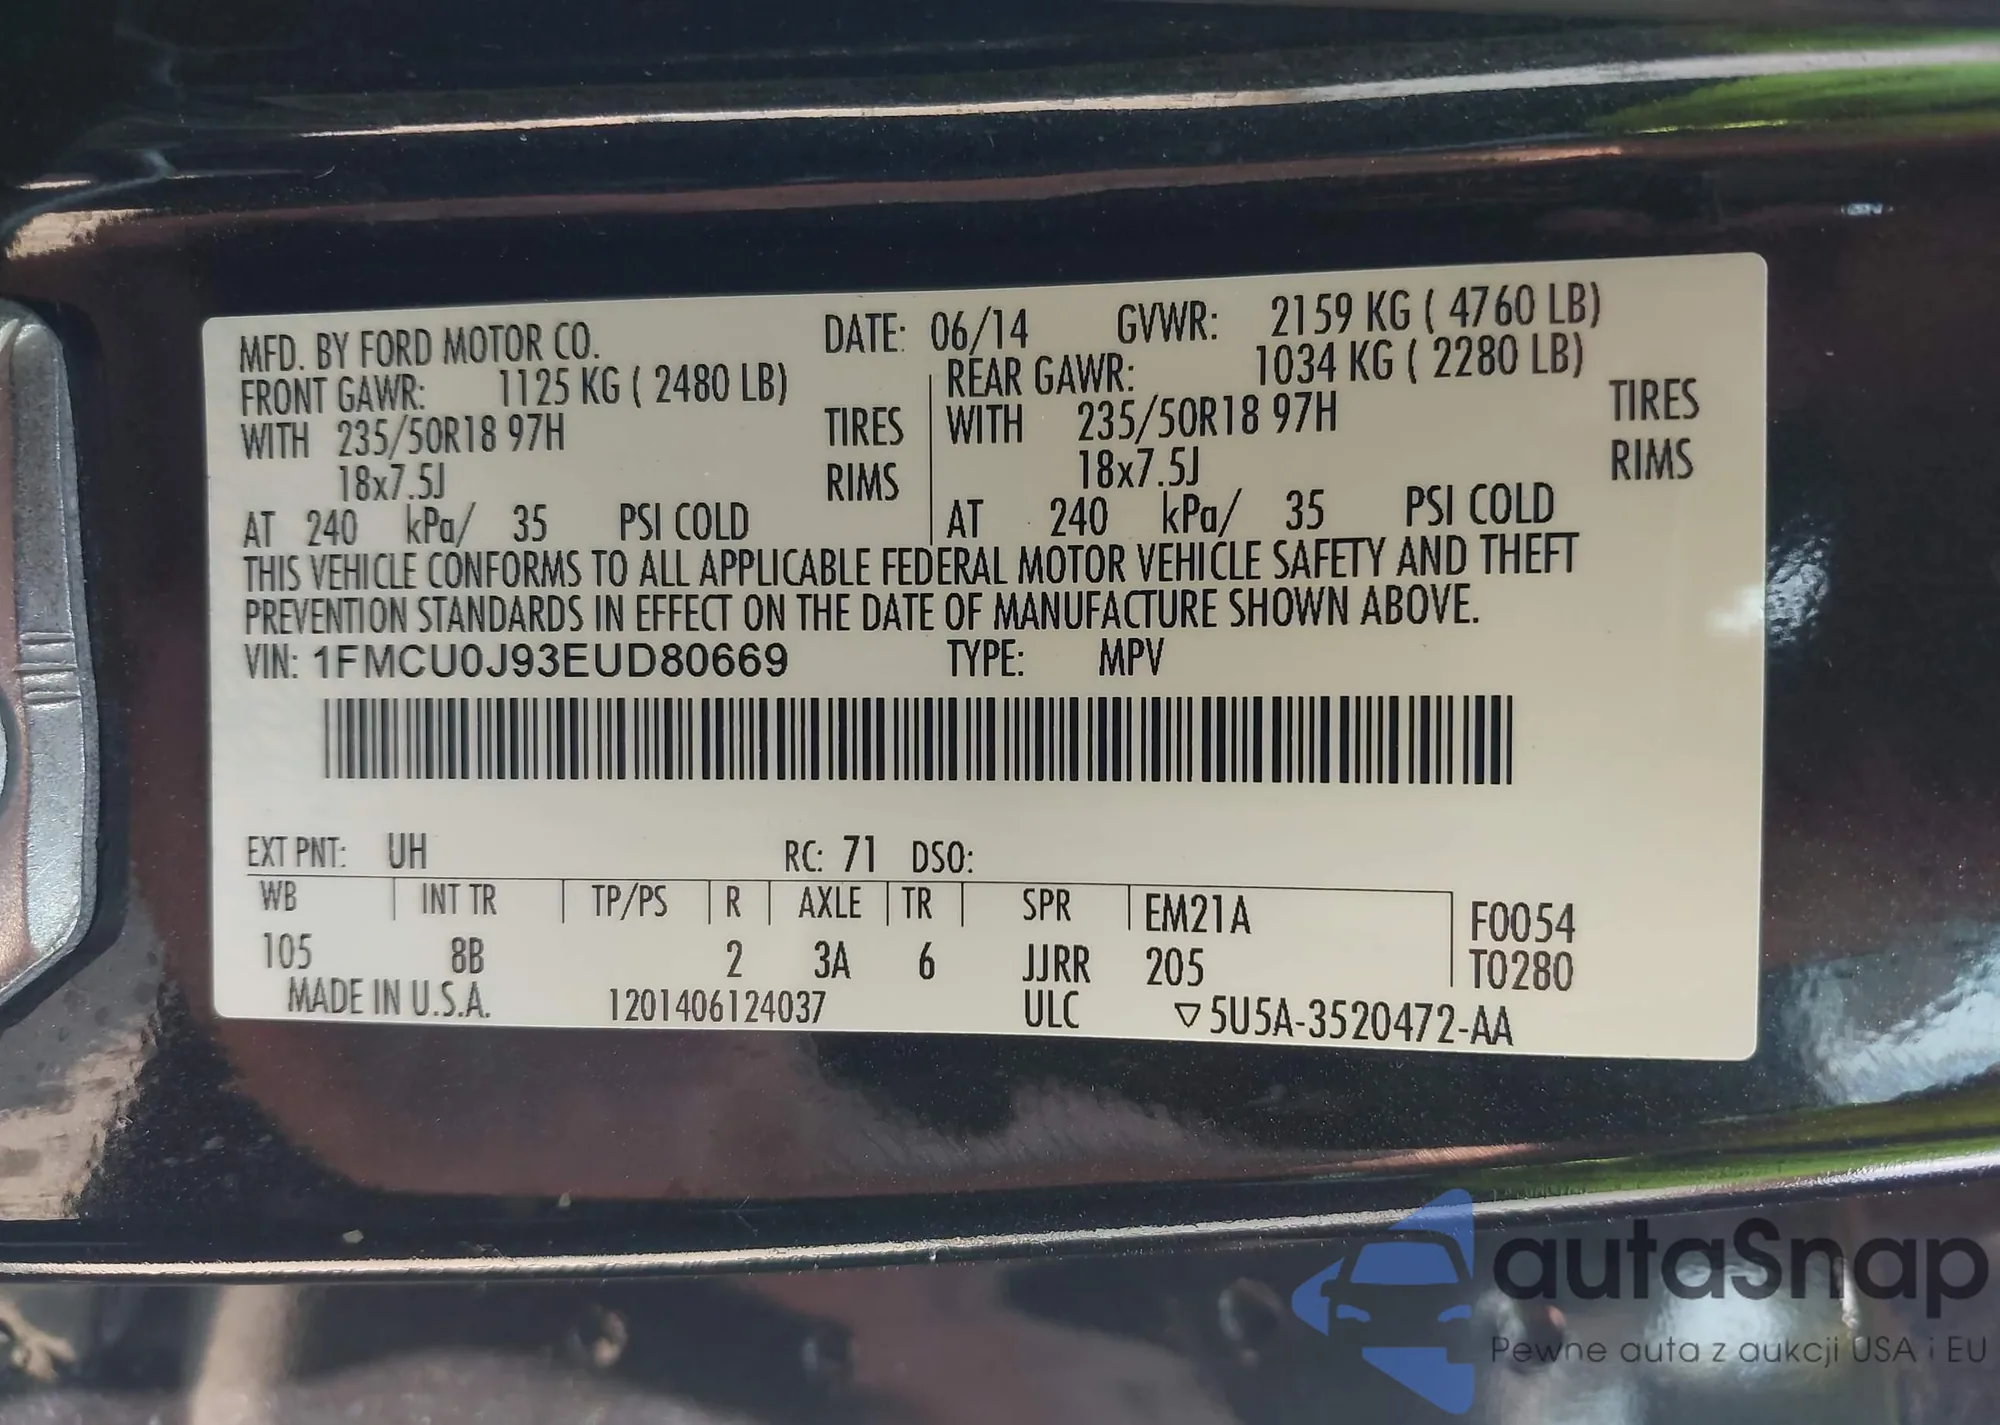 MFD. BY FORD MOTOR CO. DATE: 06/14 GVWR: 2159 KG ( 4760 LB)
FRONT GAWR: 1125 KG ( 2480 LB) REAR GAWR: 1034 KG ( 2280 LB)
WITH 235/50R18 97H TIRES WITH 235/50R18 97H TIRES
18x7.5J RIMS 18x7.5J RIMS
AT 240 kPa/ 35 PSI COLD AT 240 kPa/ 35 PSI COLD
THIS VEHICLE CONFORMS TO ALL APPLICABLE FEDERAL MOTOR VEHICLE SAFETY AND THEFT
PREVENTION STANDARDS IN EFFECT ON THE DATE OF MANUFACTURE SHOWN ABOVE.
VIN: 1FMCU0J93EUD80669 TYPE: MPV
EXT PNT: UH RC: 71 DSO:
WB INT TR TP/PS R AXLE TR SPR EM21A F0054
105 8B 2 3A 6 JJRR 205 T0280
MADE IN U.S.A. 1201406124037 ULC ▽5U5A-3520472-AA
autaSnap
Pewne auta z aukcji USA i EU